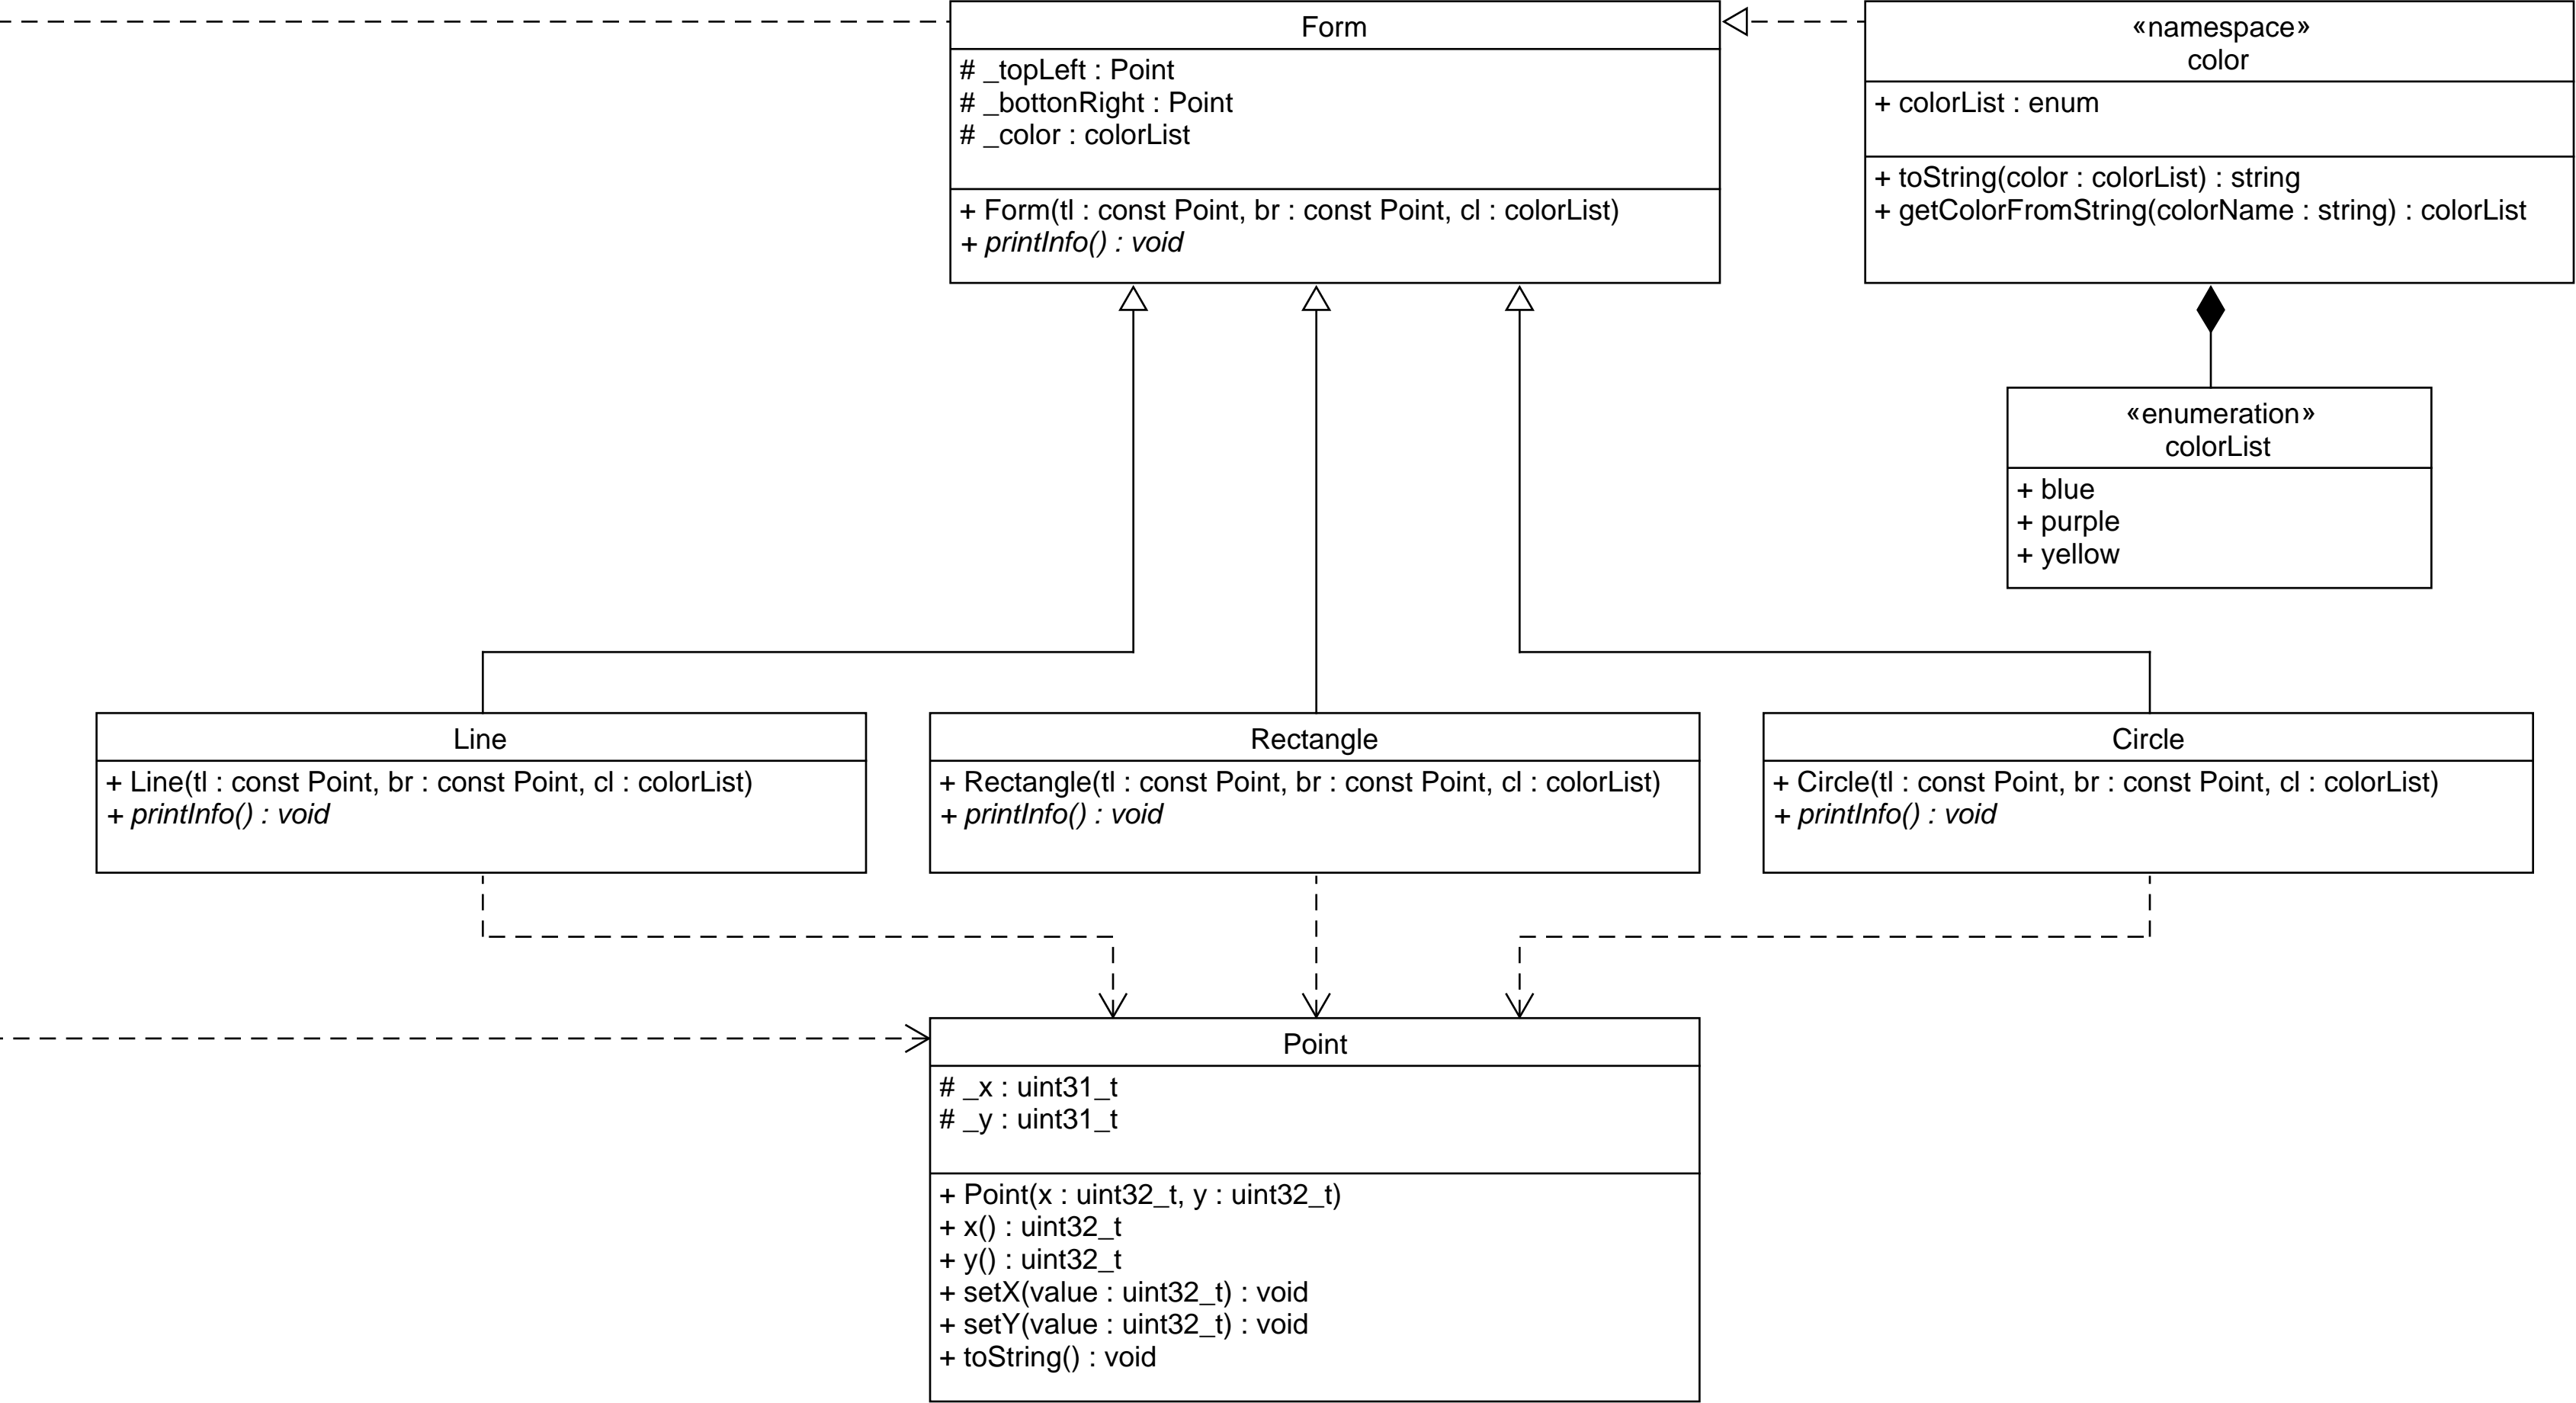 Form
# _topLeft : Point
# _bottonRight : Point
# _color : colorList
+ Form(tl : const Point, br : const Point, cl : colorList)
+ printInfo() : void
«namespace»
color
+ colorList : enum
+ toString(color : colorList) : string
+ getColorFromString(colorName : string) : colorList
«enumeration»
colorList
+ blue
+ purple
+ yellow
Line
+ Line(tl : const Point, br : const Point, cl : colorList)
+ printInfo() : void
Rectangle
+ Rectangle(tl : const Point, br : const Point, cl : colorList)
+ printInfo() : void
Circle
+ Circle(tl : const Point, br : const Point, cl : colorList)
+ printInfo() : void
Point
# _x : uint31_t
# _y : uint31_t
+ Point(x : uint32_t, y : uint32_t)
+ x() : uint32_t
+ y() : uint32_t
+ setX(value : uint32_t) : void
+ setY(value : uint32_t) : void
+ toString() : void